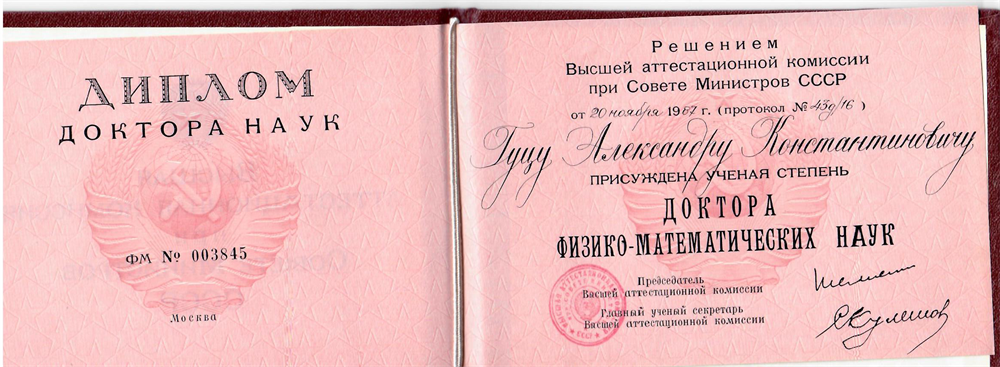 ДИПЛОМ
ДОКТОРА НАУК
ФМ № 003845
Москва
Решением
Высшей аттестационной комиссии
при Совете Министров СССР
от 20 ноября 1987 г. (протокол № 43д/16)
Гуцу Александру Константиновичу
ПРИСУЖДЕНА УЧЕНАЯ СТЕПЕНЬ
ДОКТОРА
ФИЗИКО-МАТЕМАТИЧЕСКИХ НАУК
Председатель
Высшей аттестационной комиссии
Главный ученый секретарь
Высшей аттестационной комиссии